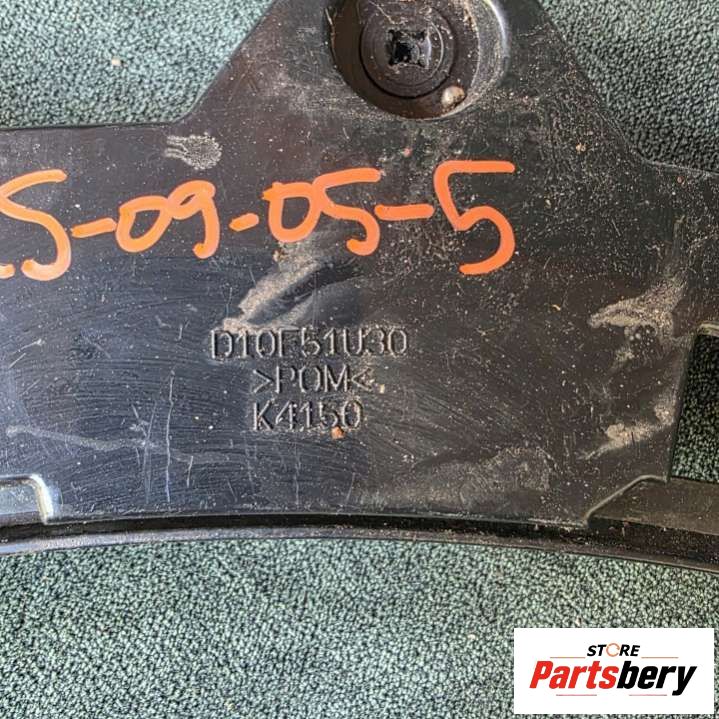 5-09-05-5
D10F51U30
>POM<
K4150
STORE
Partsbery